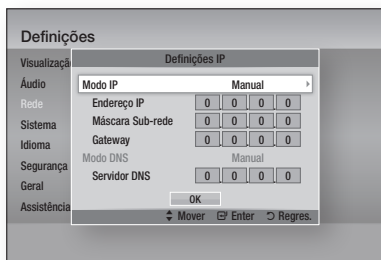 Definições
Visualizaçã
Definições IP
Áudio
Modo IP Manual
Rede
Endereço IP 0 0 0 0
Sistema
Máscara Sub-rede 0 0 0 0
Idioma
Gateway 0 0 0 0
Segurança
Modo DNS Manual
Geral
Servidor DNS 0 0 0 0
Assistência
OK
Mover Enter Regres.